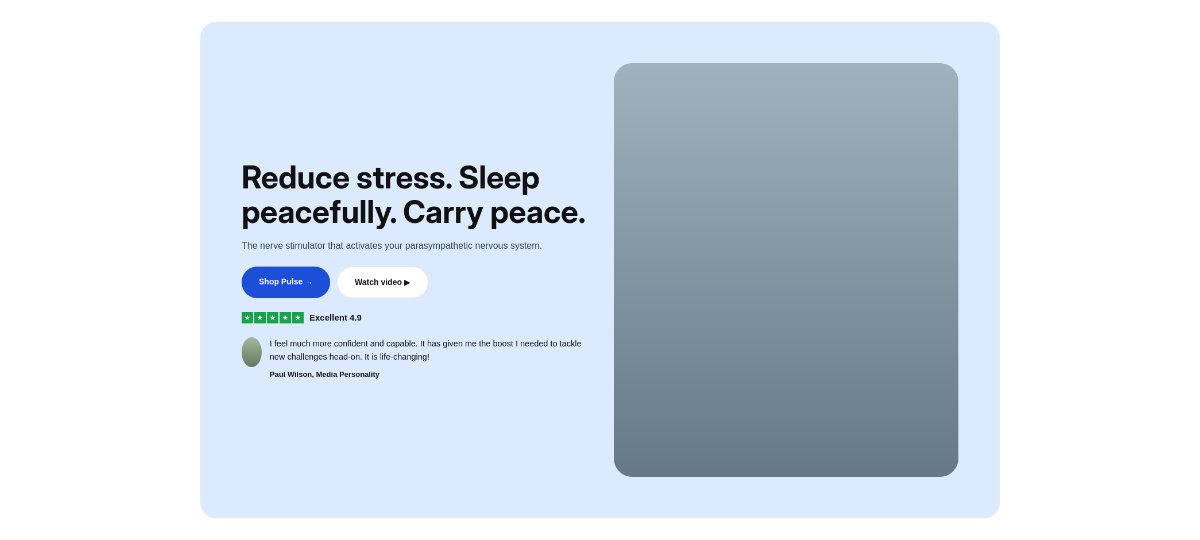 Reduce stress. Sleep
peacefully. Carry peace.
The nerve stimulator that activates your parasympathetic nervous system.
Shop Pulse →
Watch video ▶
★ ★ ★ ★ ★ Excellent 4.9
I feel much more confident and capable. It has given me the boost I needed to tackle
new challenges head-on. It is life-changing!
Paul Wilson, Media Personality